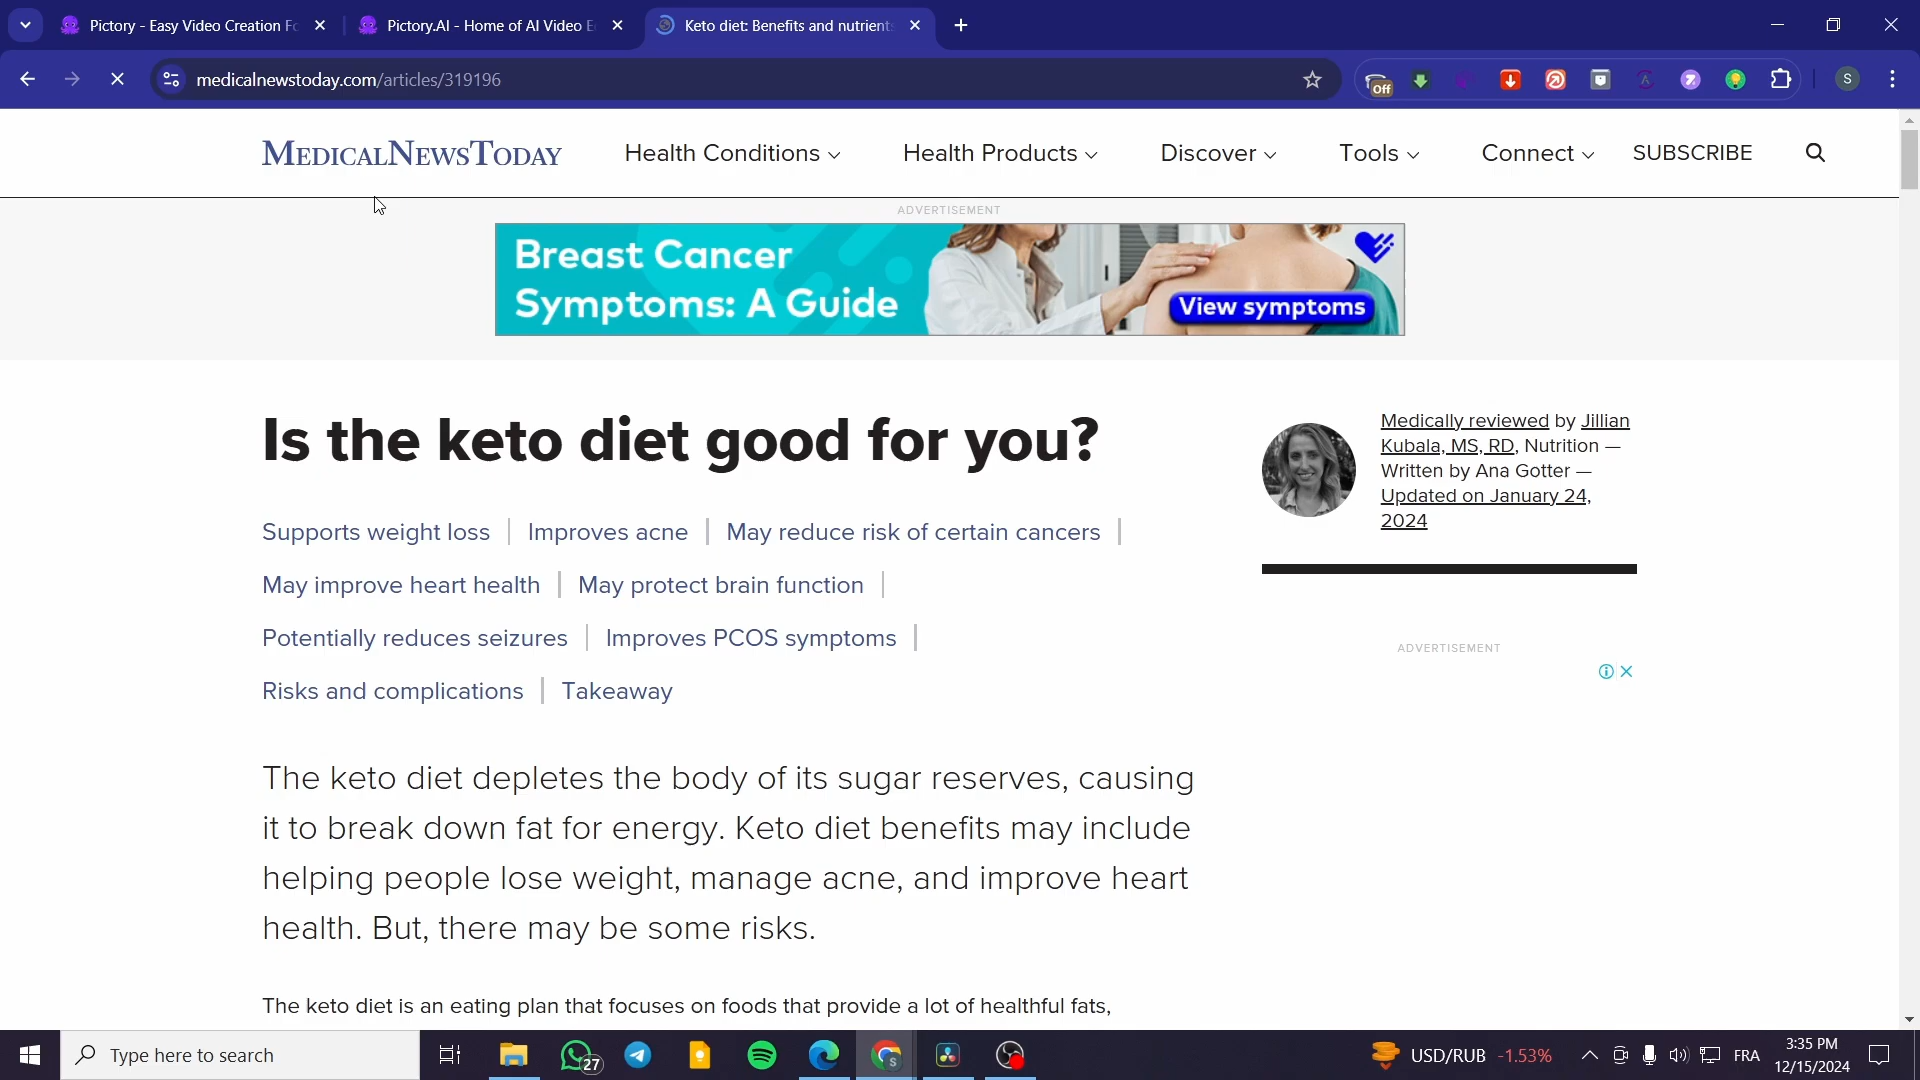 Pictory - Easy Video Creation Fo
Pictory.AI - Home of AI Video E
Keto diet: Benefits and nutrient
medicalnewstoday.com/articles/319196
Off
S
MEDICALNEWSTODAY
Health Conditions
Health Products
Discover
Tools
Connect
SUBSCRIBE
ADVERTISEMENT
Breast Cancer
Symptoms: A Guide
View symptoms
Is the keto diet good for you?
Medically reviewed by Jillian
Kubala, MS, RD, Nutrition —
Written by Ana Gotter —
Updated on January 24,
2024
Supports weight loss
Improves acne
May reduce risk of certain cancers
May improve heart health
May protect brain function
Potentially reduces seizures
Improves PCOS symptoms
Risks and complications
Takeaway
ADVERTISEMENT
The keto diet depletes the body of its sugar reserves, causing
it to break down fat for energy. Keto diet benefits may include
helping people lose weight, manage acne, and improve heart
health. But, there may be some risks.
The keto diet is an eating plan that focuses on foods that provide a lot of healthful fats,
Type here to search
27
S
USD/RUB -1.53%
FRA
3:35 PM
12/15/2024